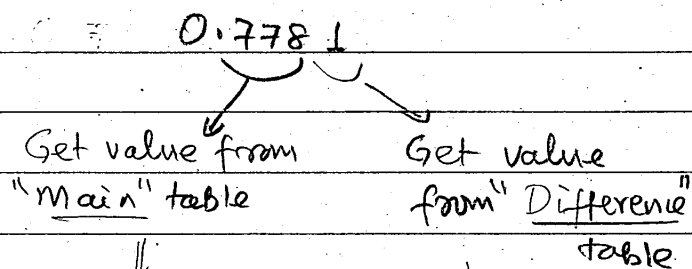 0.7781
Get value from Get value
"Main" table from "Difference"
table